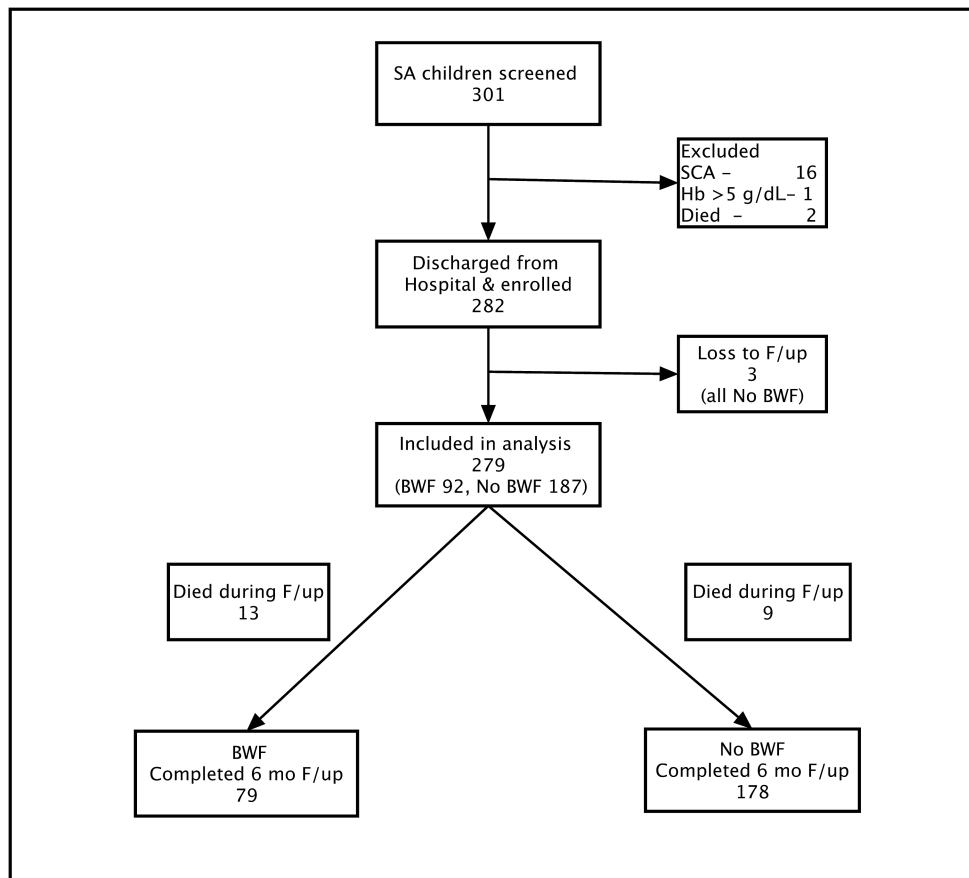 SA children screened
301
Excluded
SCA – 16
Hb >5 g/dL– 1
Died – 2
Discharged from
Hospital & enrolled
282
Loss to F/up
3
(all No BWF)
Included in analysis
279
(BWF 92, No BWF 187)
Died during F/up
13
Died during F/up
9
BWF
Completed 6 mo F/up
79
No BWF
Completed 6 mo F/up
178